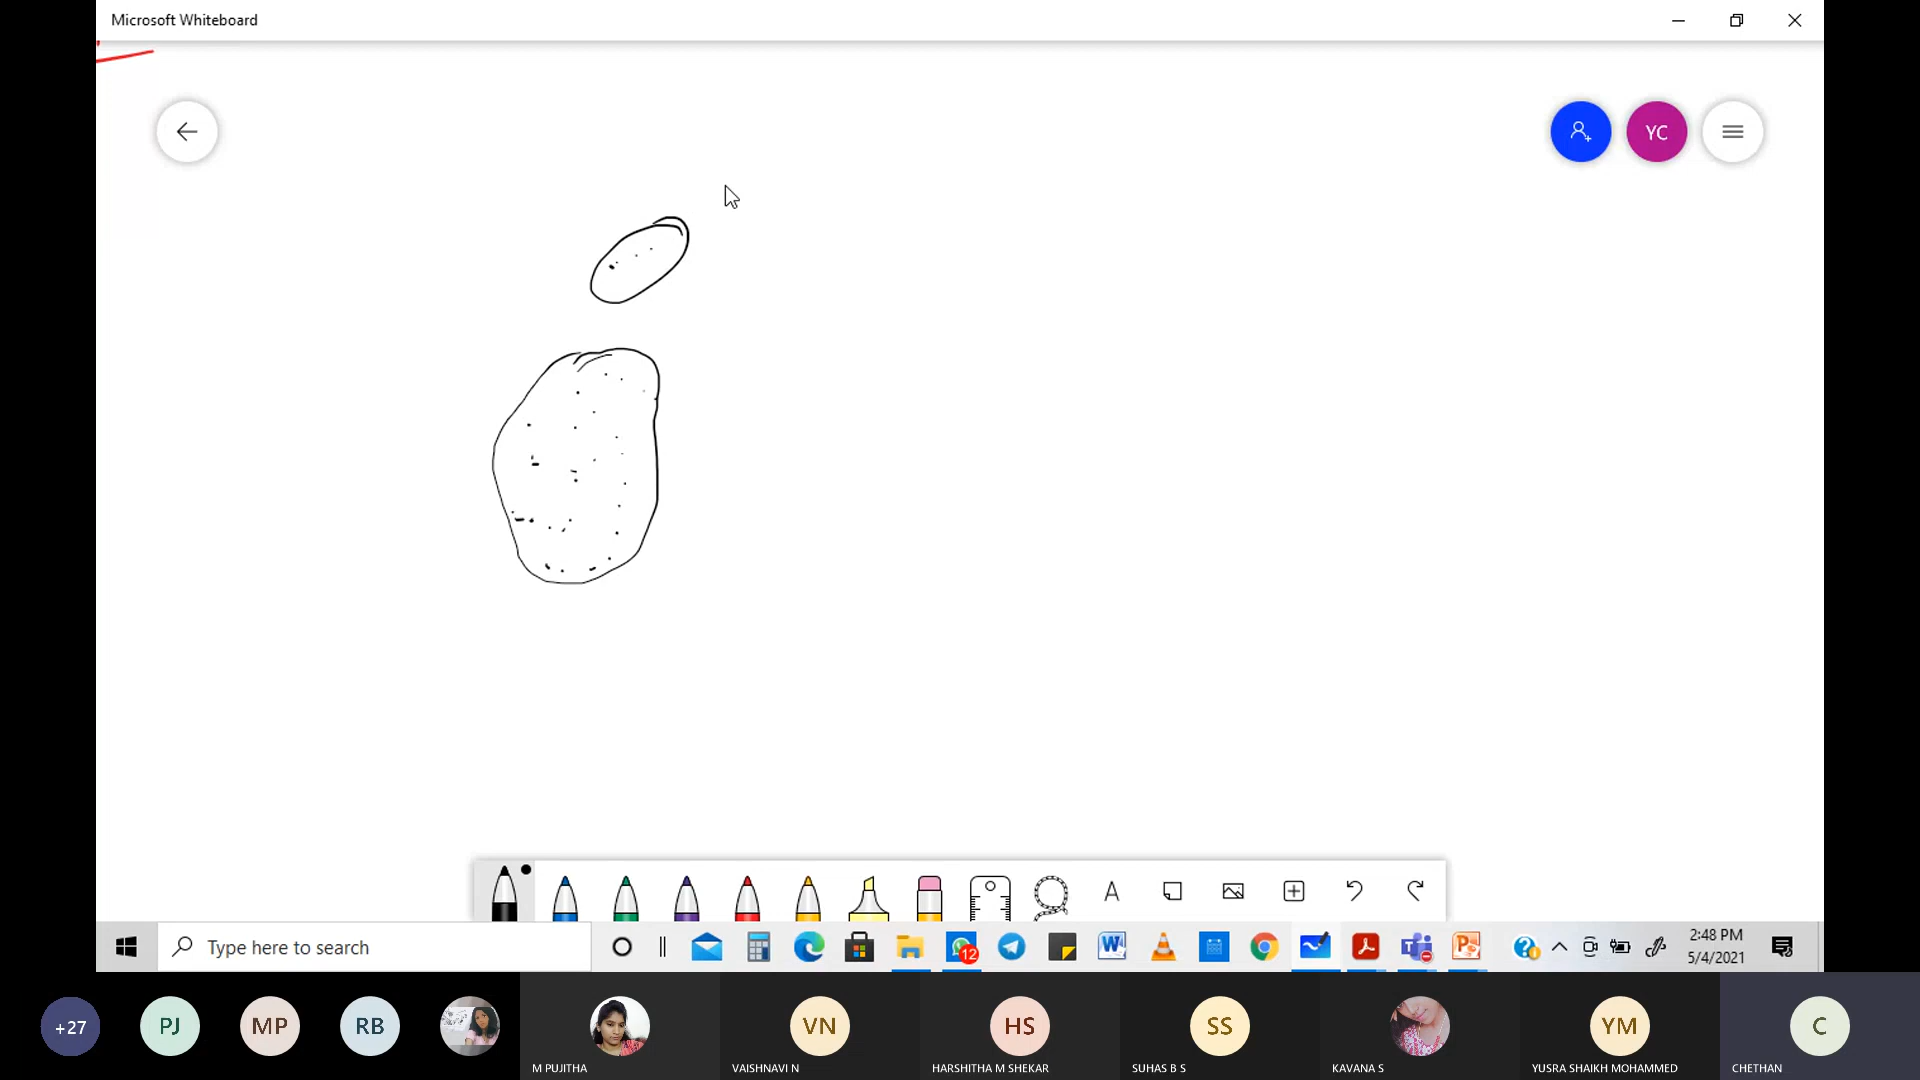 Microsoft Whiteboard
YC
A
Type here to search
12
2:48 PM
5/4/2021
+27
PJ
MP
RB
VN
HS
SS
YM
C
M PUJITHA
VAISHNAVI N
HARSHITHA M SHEKAR
SUHAS B S
KAVANA S
YUSRA SHAIKH MOHAMMED
CHETHAN